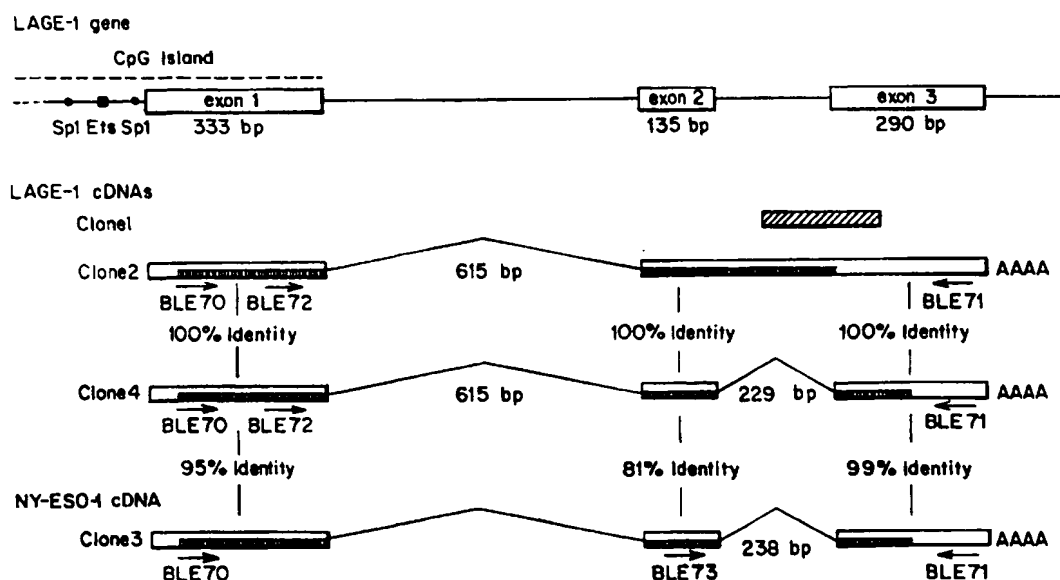 LAGE-1 gene
CpG Island
exon 1
exon 2
exon 3
Sp1 Ets Sp1
333 bp
135 bp
290 bp
LAGE-1 cDNAs
Clone1
Clone2
615 bp
AAAA
BLE70
BLE72
BLE71
100% Identity
100% Identity
100% Identity
Clone4
615 bp
229 bp
AAAA
BLE70
BLE72
BLE71
95% Identity
81% Identity
99% Identity
NY-ESO-1 cDNA
Clone3
238 bp
AAAA
BLE70
BLE73
BLE71